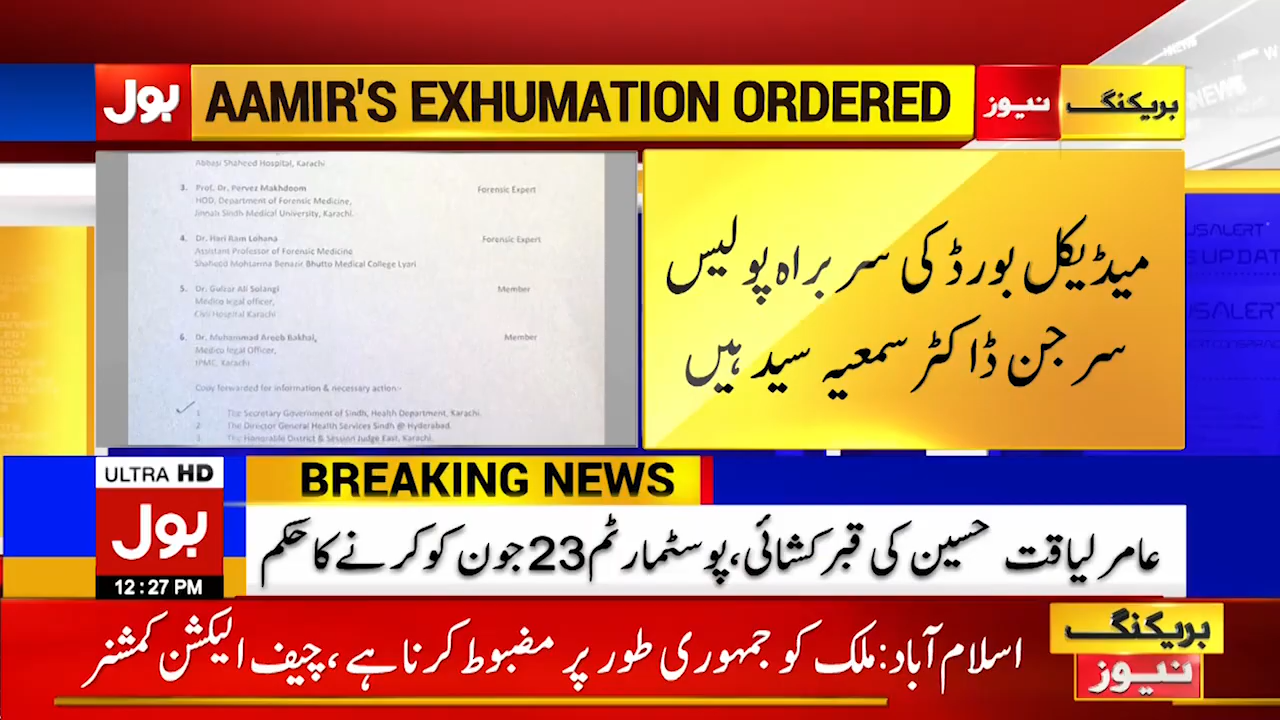 بول
AAMIR'S EXHUMATION ORDERED
نیوز
بریکنگ
Abbasi Shaheed Hospital, Karachi
3. Prof. Dr. Pervez Makhdoom Forensic Expert
HOD, Department of Forensic Medicine,
Jinnah Sindh Medical University, Karachi.
4. Dr. Hari Ram Lohana Forensic Expert
Assistant Professor of Forensic Medicine
Shaheed Mohtarma Benazir Bhutto Medical College Lyari
5. Dr. Gulzar Ali Solangi Member
Medico legal officer,
Civil Hospital Karachi
6. Dr. Muhammad Areeb Bakhai, Member
Medico legal Officer,
JPMC, Karachi
Copy forwarded for information & necessary action:-
1 The Secretary Government of Sindh, Health Department, Karachi.
2 The Director General Health Services Sindh @ Hyderabad.
3 The Honorable District & Session Judge East, Karachi.
میڈیکل بورڈ کی سربراہ پولیس
سرجن ڈاکٹر سمعیہ سید ہیں
ULTRA HD
بول
12:27 PM
BREAKING NEWS
عامر لیاقت حسین کی قبر کشائی، پوسٹمارٹم 23 جون کو کرنے کا حکم
اسلام آباد: ملک کو جمہوری طور پر مضبوط کرنا ہے، چیف الیکشن کمشنر
بریکنگ
نیوز
NEWS
USALERT
S UPDAT
USALER